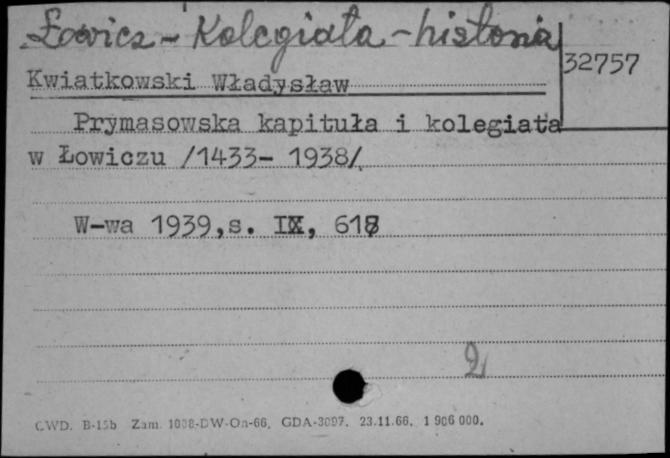 Łowicz - Kolegiata - historia
32757
Kwiatkowski Władysław
Prymasowska kapituła i kolegiata
w Łowiczu /1433- 1938/
W-wa 1939,s. IX, 618
2
CWD. B-15b Zam. 1038-DW-On-66. GDA-3097. 23.11.66. 1 906 000.